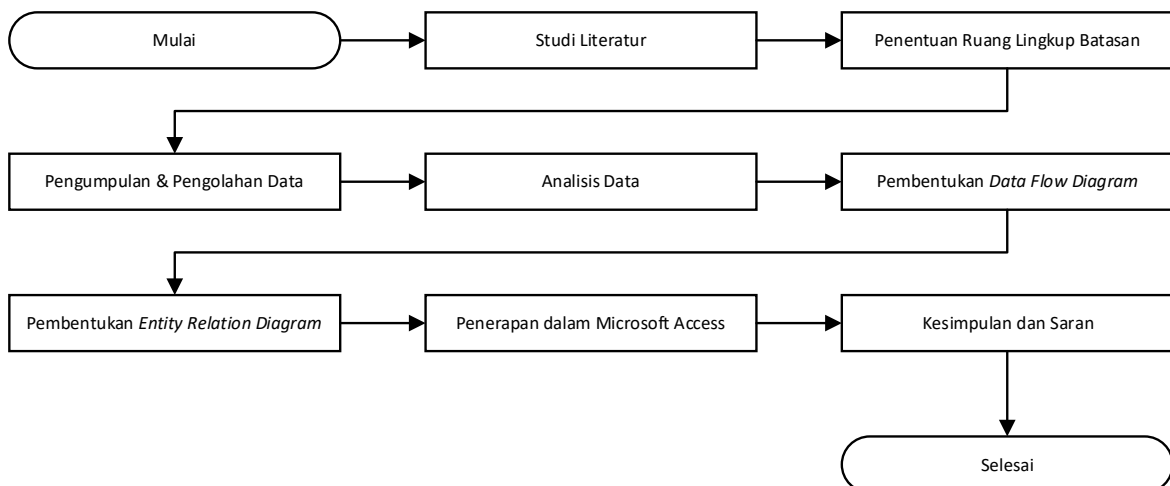 Mulai
Studi Literatur
Penentuan Ruang Lingkup Batasan
Pengumpulan & Pengolahan Data
Analisis Data
Pembentukan Data Flow Diagram
Pembentukan Entity Relation Diagram
Penerapan dalam Microsoft Access
Kesimpulan dan Saran
Selesai